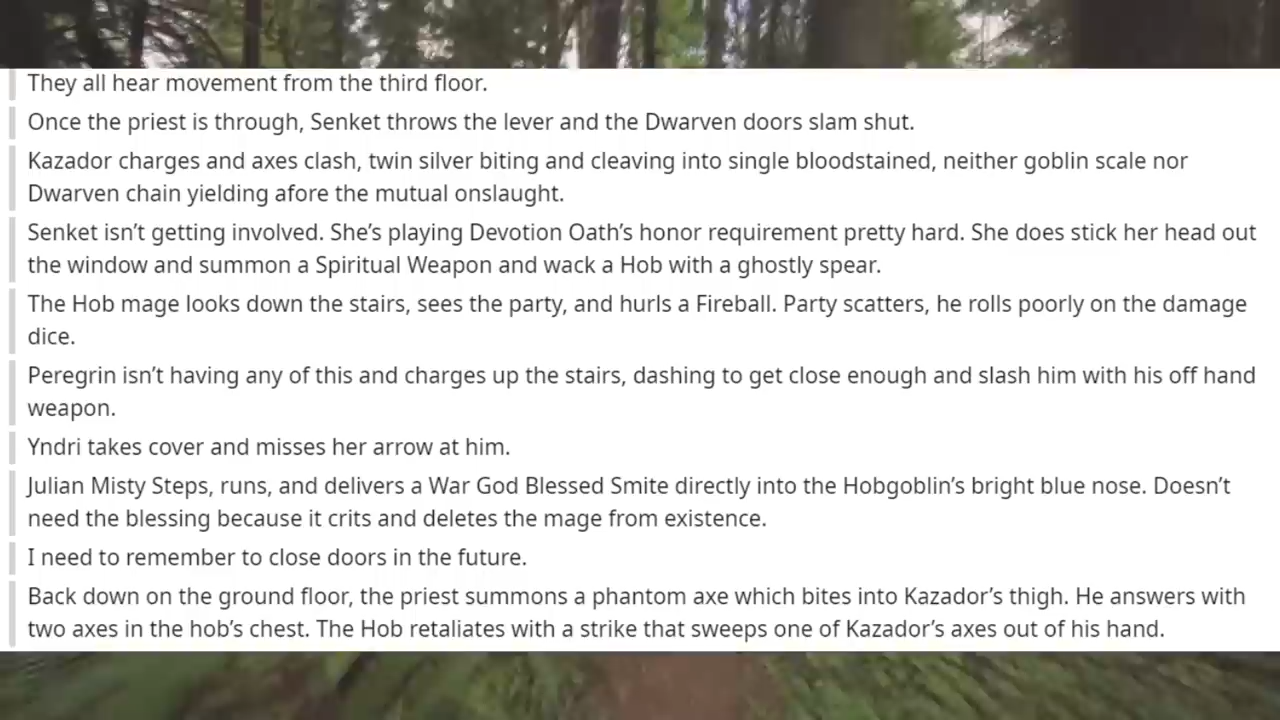 They all hear movement from the third floor.
Once the priest is through, Senket throws the lever and the Dwarven doors slam shut.
Kazador charges and axes clash, twin silver biting and cleaving into single bloodstained, neither goblin scale nor
Dwarven chain yielding afore the mutual onslaught.
Senket isn’t getting involved. She’s playing Devotion Oath’s honor requirement pretty hard. She does stick her head out
the window and summon a Spiritual Weapon and wack a Hob with a ghostly spear.
The Hob mage looks down the stairs, sees the party, and hurls a Fireball. Party scatters, he rolls poorly on the damage
dice.
Peregrin isn’t having any of this and charges up the stairs, dashing to get close enough and slash him with his off hand
weapon.
Yndri takes cover and misses her arrow at him.
Julian Misty Steps, runs, and delivers a War God Blessed Smite directly into the Hobgoblin’s bright blue nose. Doesn’t
need the blessing because it crits and deletes the mage from existence.
I need to remember to close doors in the future.
Back down on the ground floor, the priest summons a phantom axe which bites into Kazador’s thigh. He answers with
two axes in the hob’s chest. The Hob retaliates with a strike that sweeps one of Kazador’s axes out of his hand.